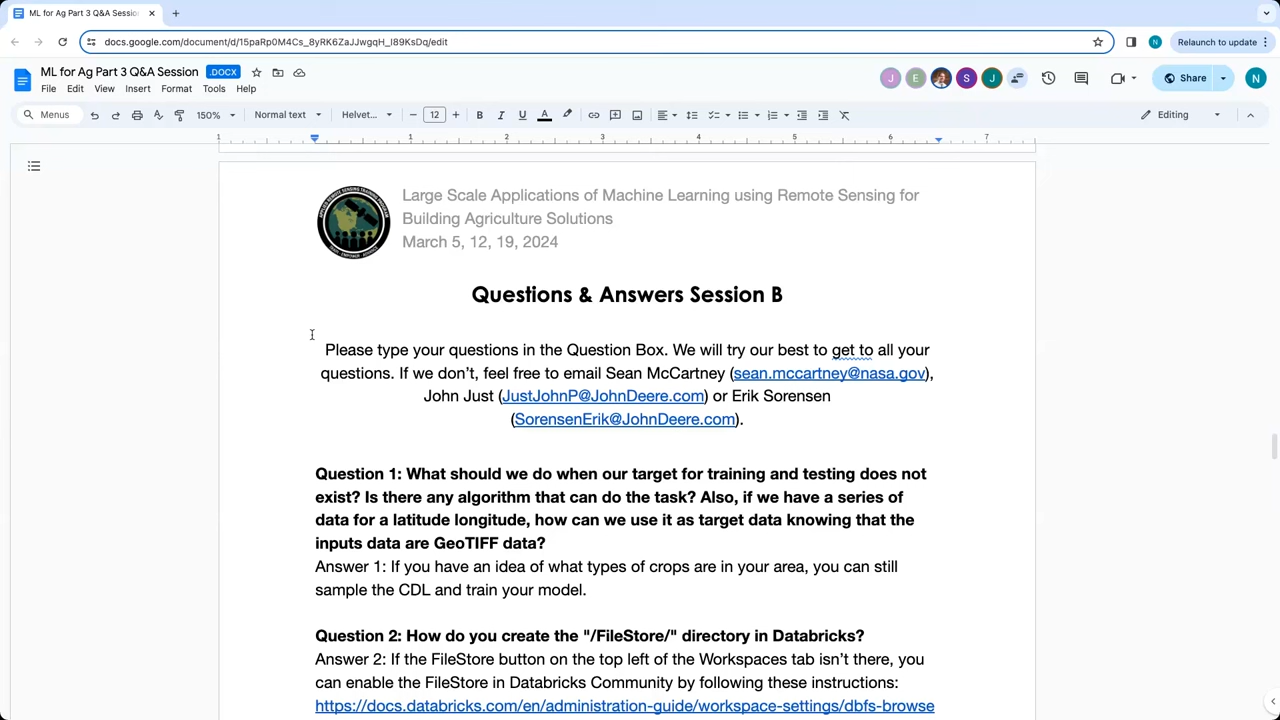 ML for Ag Part 3 Q&A Session
docs.google.com/document/d/15paRp0M4Cs_8yRK6ZaJJwgqH_I89KsDq/edit
N
Relaunch to update
ML for Ag Part 3 Q&A Session
.DOCX
File Edit View Insert Format Tools Help
J E S J
Share
N
Menus
150%
Normal text
Helvet...
12
B I U A
Editing
1 1 2 3 4 5 6 7
Large Scale Applications of Machine Learning using Remote Sensing for
Building Agriculture Solutions
March 5, 12, 19, 2024
Questions & Answers Session B
Please type your questions in the Question Box. We will try our best to get to all your
questions. If we don’t, feel free to email Sean McCartney (sean.mccartney@nasa.gov),
John Just (JustJohnP@JohnDeere.com) or Erik Sorensen
(SorensenErik@JohnDeere.com).
Question 1: What should we do when our target for training and testing does not
exist? Is there any algorithm that can do the task? Also, if we have a series of
data for a latitude longitude, how can we use it as target data knowing that the
inputs data are GeoTIFF data?
Answer 1: If you have an idea of what types of crops are in your area, you can still
sample the CDL and train your model.
Question 2: How do you create the "/FileStore/" directory in Databricks?
Answer 2: If the FileStore button on the top left of the Workspaces tab isn’t there, you
can enable the FileStore in Databricks Community by following these instructions:
https://docs.databricks.com/en/administration-guide/workspace-settings/dbfs-browse